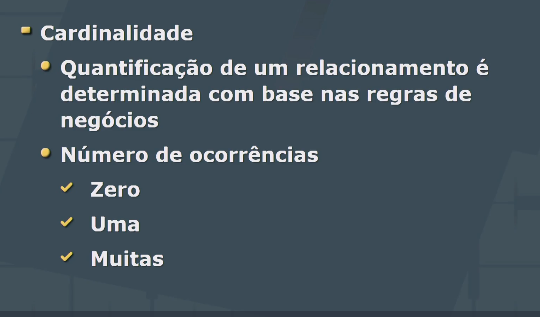 Cardinalidade
Quantificação de um relacionamento é
determinada com base nas regras de
negócios
Número de ocorrências
Zero
Uma
Muitas